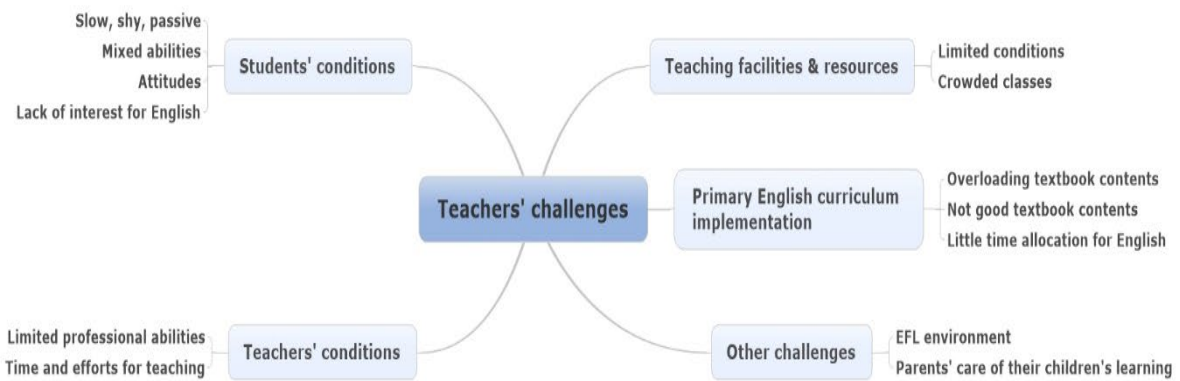 Teachers' challenges
Students' conditions
Slow, shy, passive
Mixed abilities
Attitudes
Lack of interest for English
Teachers' conditions
Limited professional abilities
Time and efforts for teaching
Teaching facilities & resources
Limited conditions
Crowded classes
Primary English curriculum
implementation
Overloading textbook contents
Not good textbook contents
Little time allocation for English
Other challenges
EFL environment
Parents' care of their children's learning